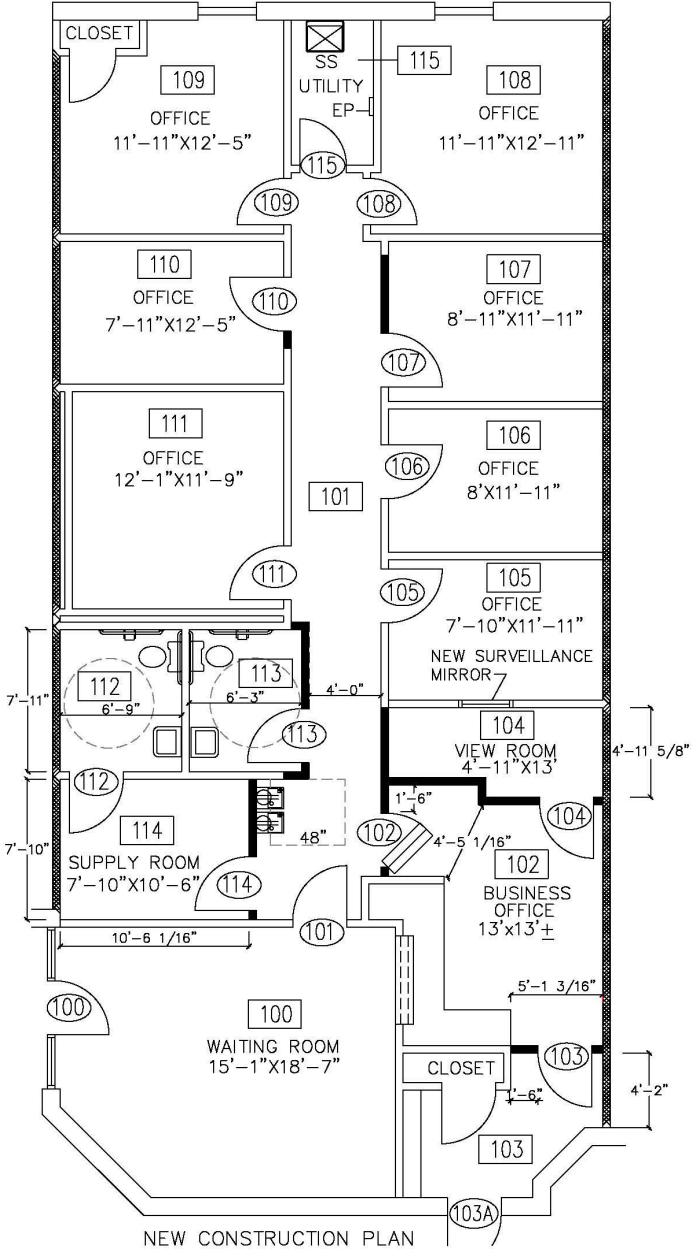 CLOSET
109
OFFICE
11'-11"X12'-5"
SS
UTILITY
EP
115
115
108
OFFICE
11'-11"X12'-11"
109
108
110
OFFICE
7'-11"X12'-5"
110
107
OFFICE
8'-11"X11'-11"
107
111
OFFICE
12'-1"X11'-9"
111
101
106
OFFICE
8'X11'-11"
106
105
OFFICE
7'-10"X11'-11"
105
NEW SURVEILLANCE
MIRROR
7'-11"
112
6'-9"
113
6'-3"
4'-0"
113
104
VIEW ROOM
4'-11"X13'
4'-11 5/8"
112
1'-6"
104
7'-10"
114
SUPPLY ROOM
7'-10"X10'-6"
114
48"
102
4'-5 1/16"
102
BUSINESS
OFFICE
13'x13'±
10'-6 1/16"
101
5'-1 3/16"
100
100
WAITING ROOM
15'-1"X18'-7"
103
CLOSET
1'-6"
4'-2"
103
103A
NEW CONSTRUCTION PLAN